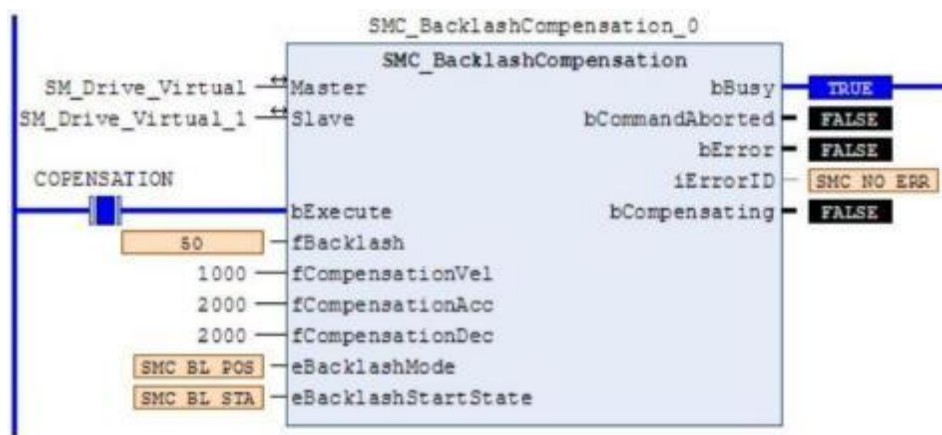 SMC_BacklashCompensation_0
SMC_BacklashCompensation
SM_Drive_Virtual Master bBusy TRUE
SM_Drive_Virtual_1 Slave bCommandAborted FALSE
bError FALSE
COPENSATION iErrorID SMC NO ERR
bExecute bCompensating FALSE
50 fBacklash
1000 fCompensationVel
2000 fCompensationAcc
2000 fCompensationDec
SMC BL POS eBacklashMode
SMC BL STA eBacklashStartState